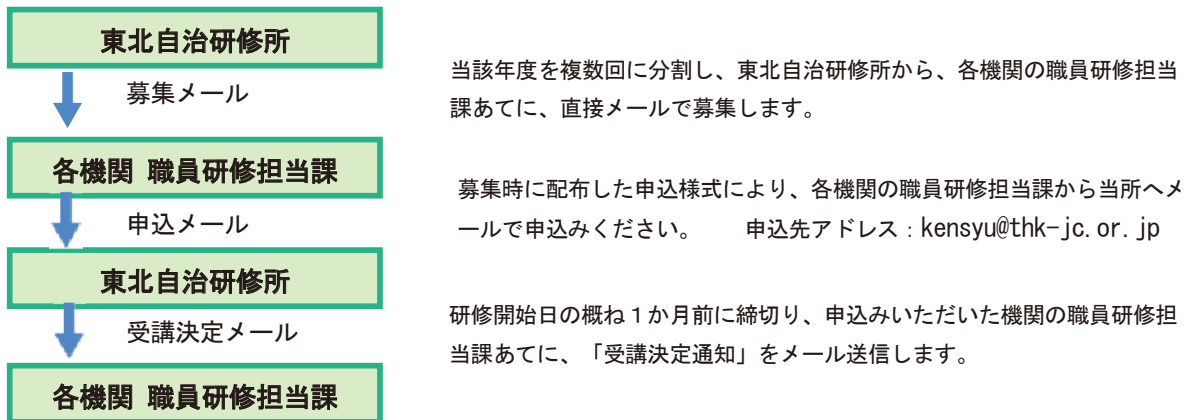 東北自治研修所
募集メール
当該年度を複数回に分割し、東北自治研修所から、各機関の職員研修担当
課あてに、直接メールで募集します。
各機関 職員研修担当課
申込メール
募集時に配布した申込様式により、各機関の職員研修担当課から当所へメ
ールで申込みください。 申込先アドレス：kensyu@thk-jc.or.jp
東北自治研修所
受講決定メール
研修開始日の概ね１か月前に締切り、申込みいただいた機関の職員研修担
当課あてに、「受講決定通知」をメール送信します。
各機関 職員研修担当課